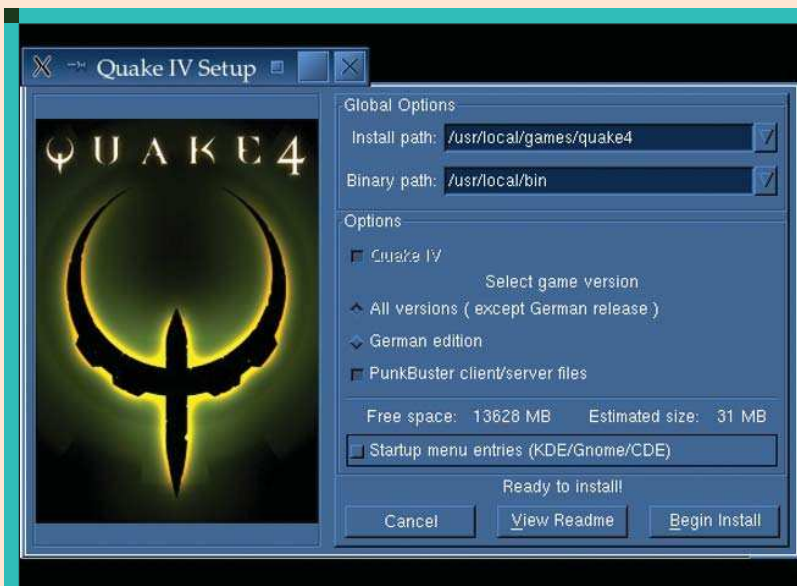 Quake IV Setup
QUAKE 4
Global Options
Install path: /usr/local/games/quake4
Binary path: /usr/local/bin
Options
Quake IV
Select game version
All versions ( except German release )
German edition
PunkBuster client/server files
Free space: 13628 MB Estimated size: 31 MB
Startup menu entries (KDE/Gnome/CDE)
Ready to install!
Cancel View Readme Begin Install